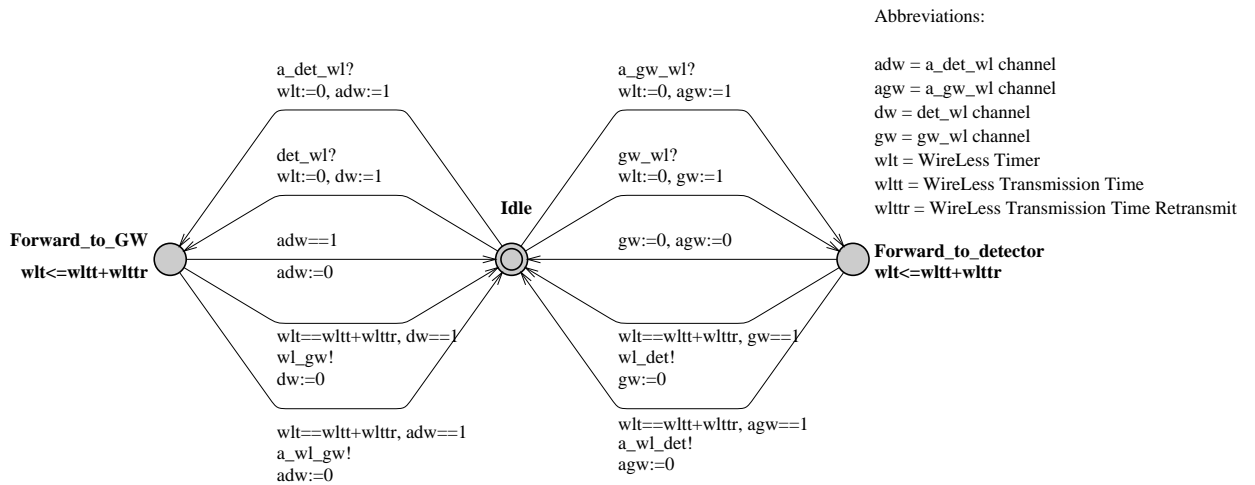 Abbreviations:
adw = a_det_wl channel
agw = a_gw_wl channel
dw = det_wl channel
gw = gw_wl channel
wlt = WireLess Timer
wltt = WireLess Transmission Time
wlttr = WireLess Transmission Time Retransmit
a_det_wl?
wlt:=0, adw:=1
det_wl?
wlt:=0, dw:=1
Forward_to_GW
wlt<=wltt+wlttr
adw==1
adw:=0
wlt==wltt+wlttr, dw==1
wl_gw!
dw:=0
wlt==wltt+wlttr, adw==1
a_wl_gw!
adw:=0
Idle
a_gw_wl?
wlt:=0, agw:=1
gw_wl?
wlt:=0, gw:=1
gw:=0, agw:=0
Forward_to_detector
wlt<=wltt+wlttr
wlt==wltt+wlttr, gw==1
wl_det!
gw:=0
wlt==wltt+wlttr, agw==1
a_wl_det!
agw:=0